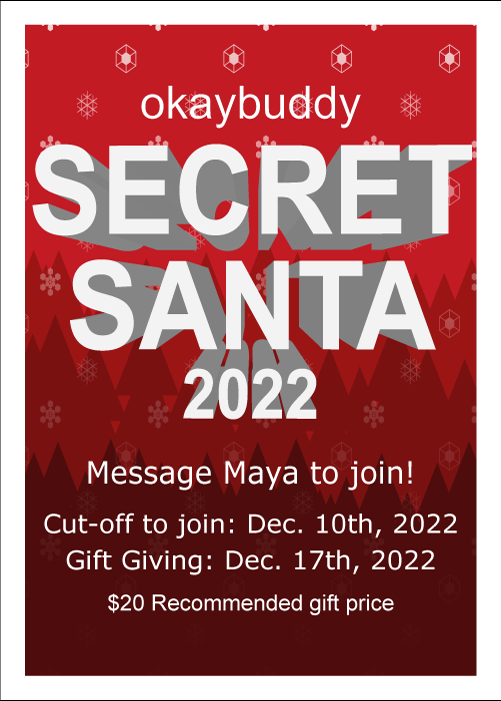 okaybuddy
SECRET
SANTA
2022
Message Maya to join!
Cut-off to join: Dec. 10th, 2022
Gift Giving: Dec. 17th, 2022
$20 Recommended gift price